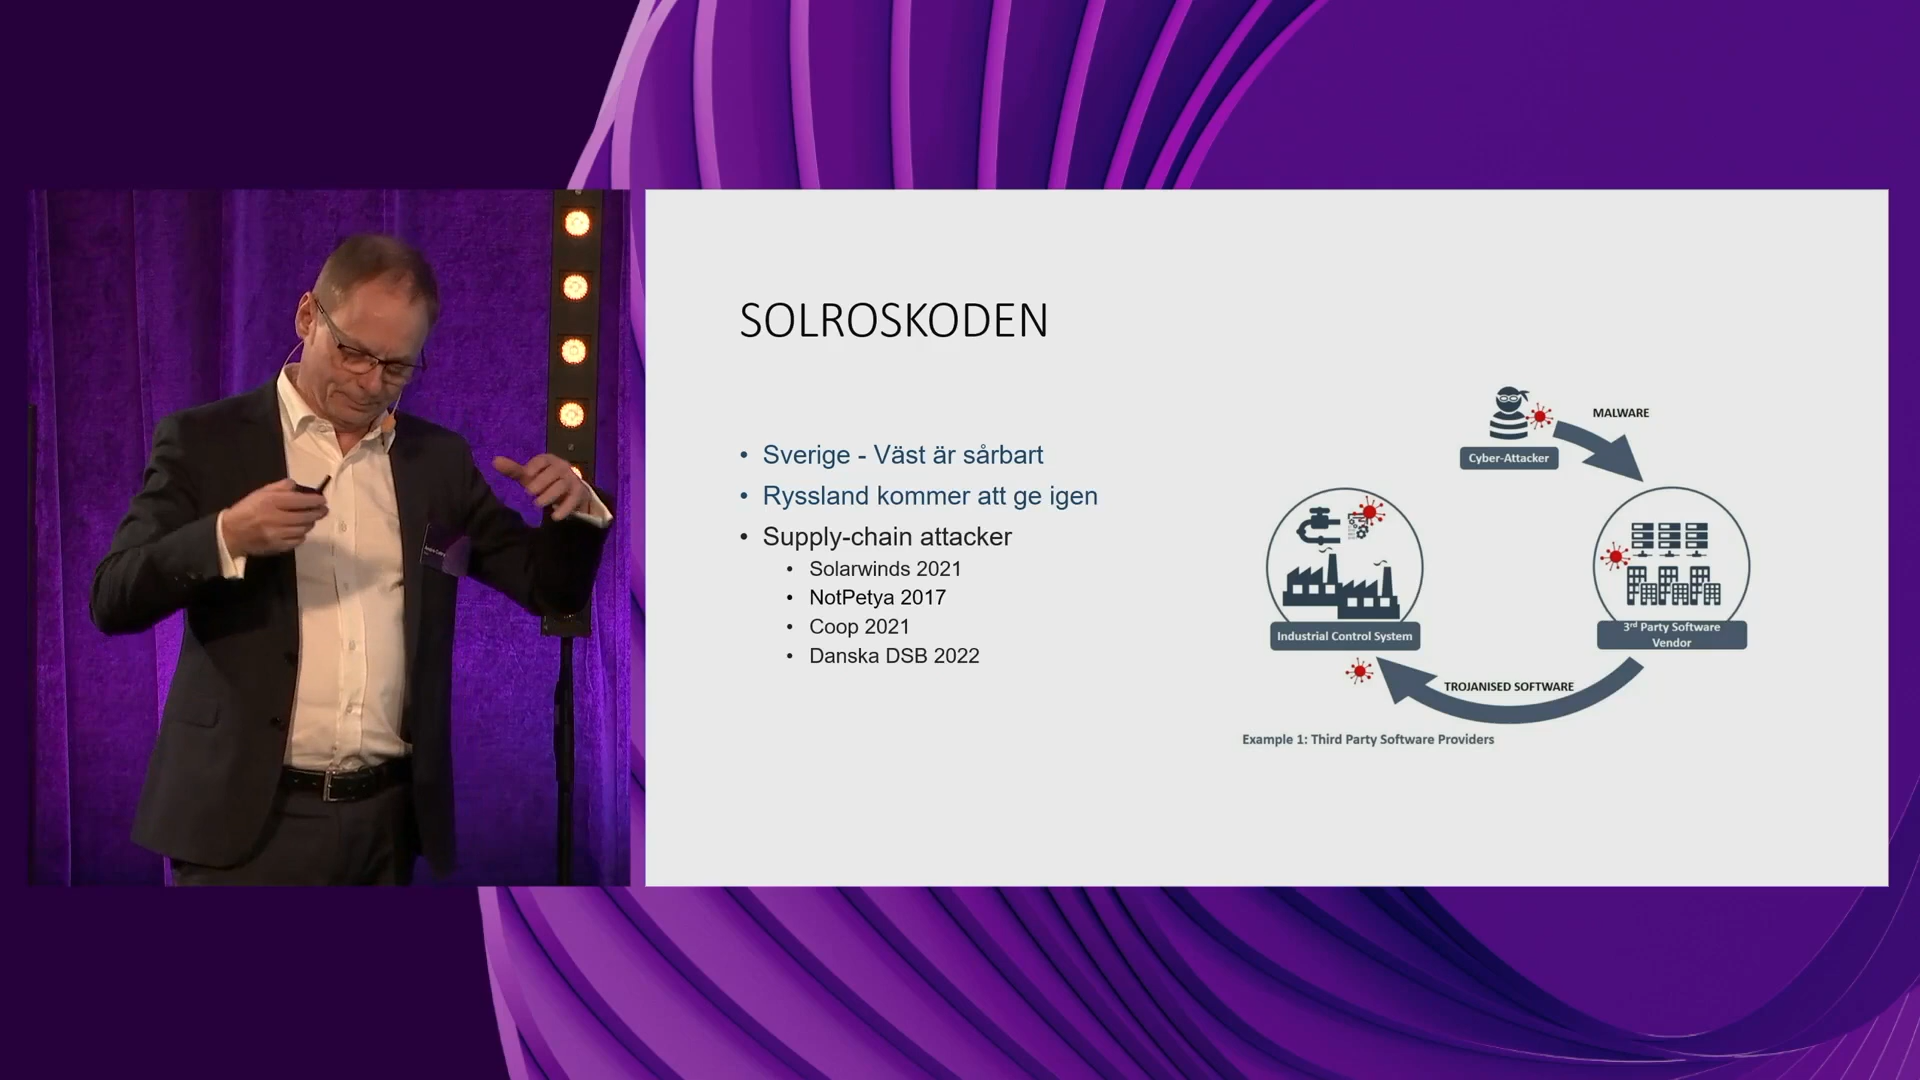 SOLROSKODEN
• Sverige - Väst är sårbart
• Ryssland kommer att ge igen
• Supply-chain attacker
• Solarwinds 2021
• NotPetya 2017
• Coop 2021
• Danska DSB 2022
MALWARE
Cyber-Attacker
Industrial Control System
3rd Party Software
Vendor
TROJANISED SOFTWARE
Example 1: Third Party Software Providers